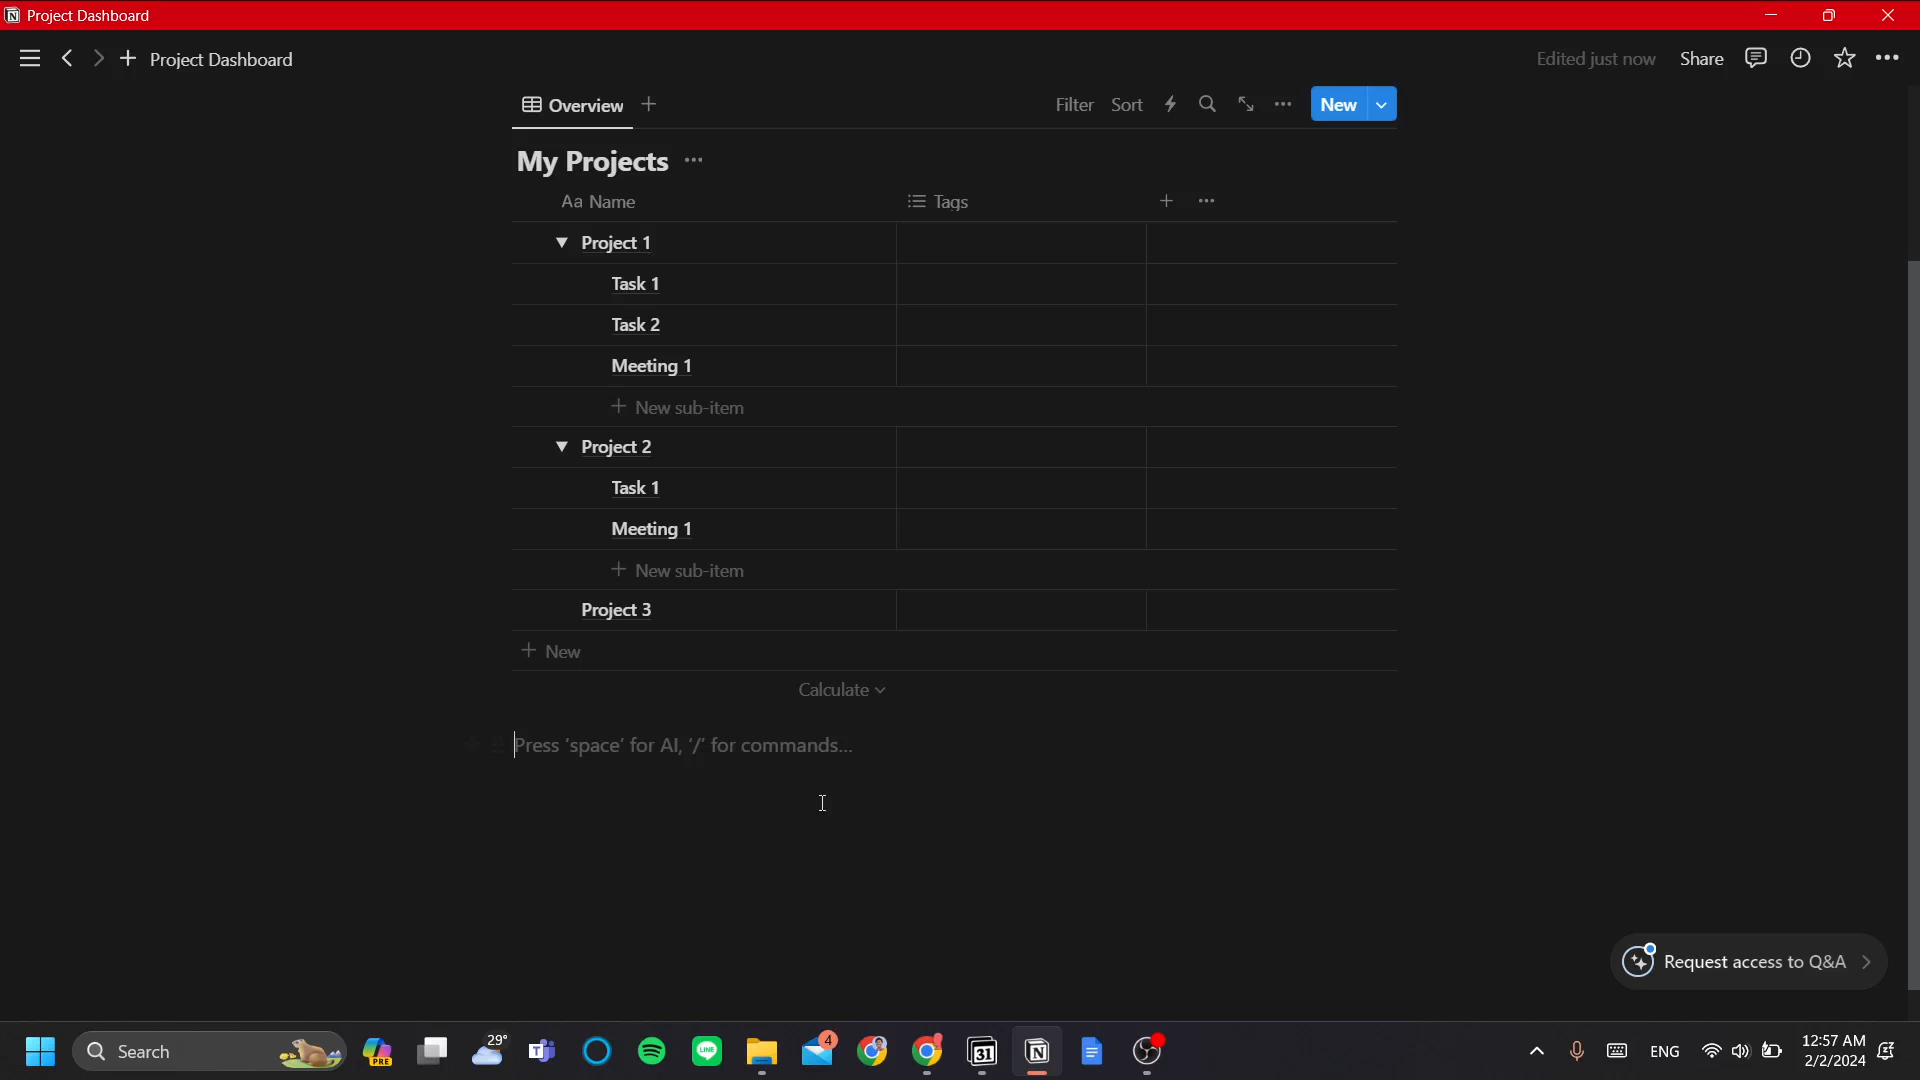 Project Dashboard
Project Dashboard
Edited just now Share
Overview
Filter Sort New
My Projects
Aa Name Tags
Project 1
Task 1
Task 2
Meeting 1
+ New sub-item
Project 2
Task 1
Meeting 1
+ New sub-item
Project 3
+ New
Calculate
Press 'space' for AI, '/' for commands...
Request access to Q&A
Search
PRE
29°
LINE
4
31
ENG
12:57 AM
2/2/2024